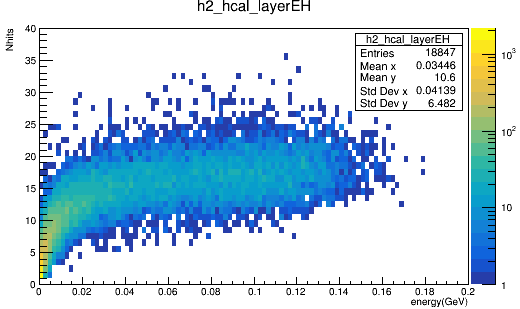 h2_hcal_layerEH
Nhits
40
35
30
25
20
15
10
5
0
h2_hcal_layerEH
Entries 18847
Mean x 0.03446
Mean y 10.6
Std Dev x 0.04139
Std Dev y 6.482
10³
10²
10
1
0 0.02 0.04 0.06 0.08 0.1 0.12 0.14 0.16 0.18 0.2
energy(GeV)